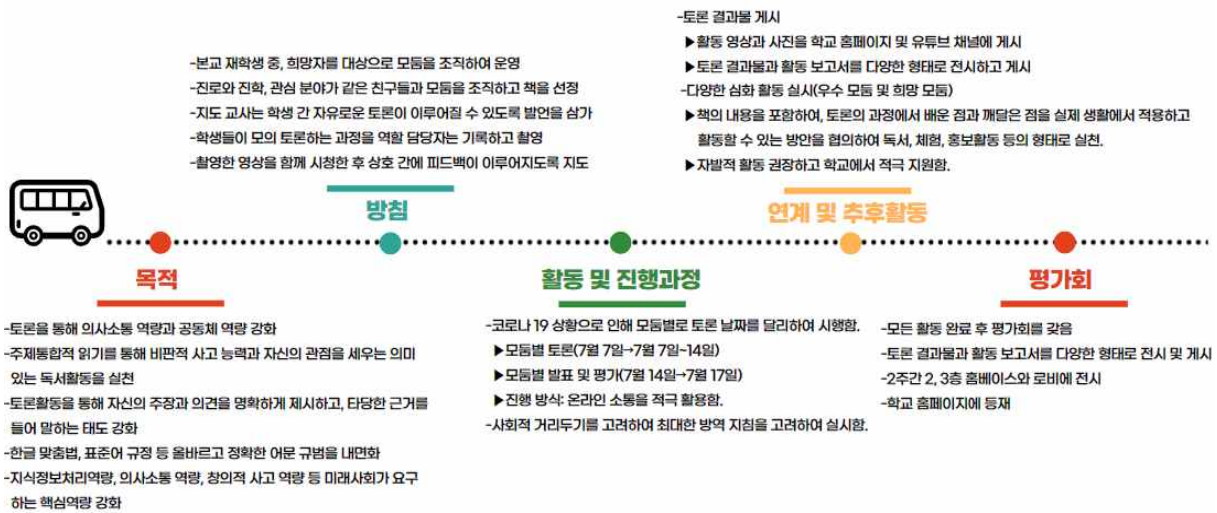 목적
-토론을 통해 의사소통 역량과 공동체 역량 강화
-주제통합적 읽기를 통해 비판적 사고 능력과 자신의 관점을 세우는 의미
있는 독서활동을 실천
-토론활동을 통해 자신의 주장과 의견을 명확하게 제시하고, 타당한 근거를
들어 말하는 태도 강화
-한글 맞춤법, 표준어 규정 등 올바르고 정확한 어문 규범을 내면화
-지식정보처리역량, 의사소통 역량, 창의적 사고 역량 등 미래사회가 요구
하는 핵심역량 강화
-본교 재학생 중, 희망자를 대상으로 모둠을 조직하여 운영
-진로와 진학, 관심 분야가 같은 친구들과 모둠을 조직하고 책을 선정
-지도 교사는 학생 간 자유로운 토론이 이루어질 수 있도록 발언을 삼가
-학생들이 모의 토론하는 과정을 역할 담당자는 기록하고 촬영
-촬영한 영상을 함께 시청한 후 상호 간에 피드백이 이루어지도록 지도
방침
활동 및 진행과정
-코로나 19 상황으로 인해 모둠별로 토론 날짜를 달리하여 시행함.
▶모둠별 토론(7월 7일→7월 7일~14일)
▶모둠별 발표 및 평가(7월 14일→7월 17일)
▶진행 방식: 온라인 소통을 적극 활용함.
-사회적 거리두기를 고려하여 최대한 방역 지침을 고려하여 실시함.
-토론 결과물 게시
▶활동 영상과 사진을 학교 홈페이지 및 유튜브 채널에 게시
▶토론 결과물과 활동 보고서를 다양한 형태로 전시하고 게시
-다양한 심화 활동 실시(우수 모둠 및 희망 모둠)
▶책의 내용을 포함하여, 토론의 과정에서 배운 점과 깨달은 점을 실제 생활에서 적용하고
활동할 수 있는 방안을 협의하여 독서, 체험, 홍보활동 등의 형태로 실천.
▶자발적 활동 권장하고 학교에서 적극 지원함.
연계 및 추후활동
평가회
-모든 활동 완료 후 평가회를 갖음
-토론 결과물과 활동 보고서를 다양한 형태로 전시 및 게시
-2주간 2, 3층 홈베이스와 로비에 전시
-학교 홈페이지에 등재